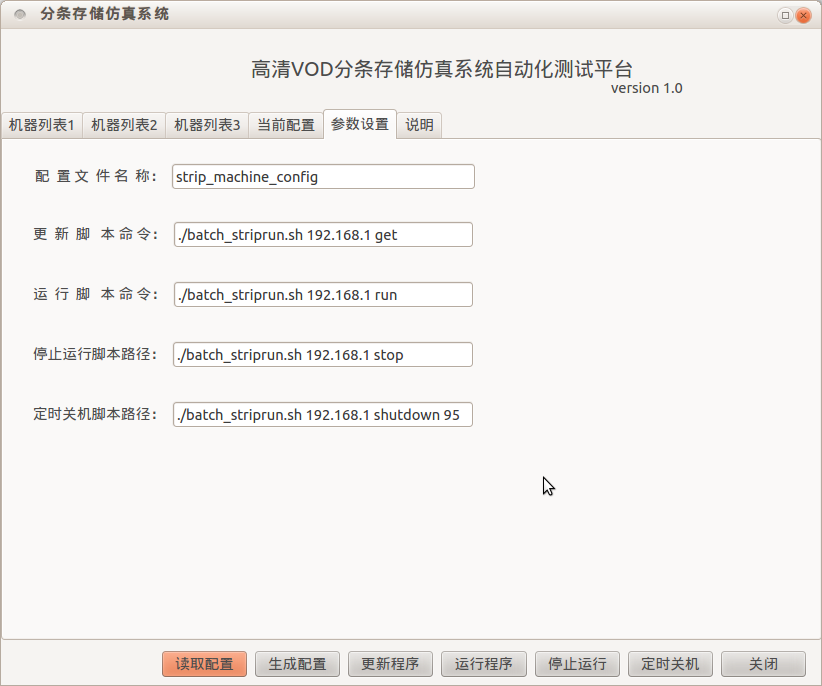 分条存储仿真系统
高清VOD分条存储仿真系统自动化测试平台
version 1.0
机器列表1 机器列表2 机器列表3 当前配置 参数设置 说明
配 置 文 件 名 称: strip_machine_config
更 新 脚 本 命 令: ./batch_striprun.sh 192.168.1 get
运 行 脚 本 命 令: ./batch_striprun.sh 192.168.1 run
停止运行脚本路径: ./batch_striprun.sh 192.168.1 stop
定时关机脚本路径: ./batch_striprun.sh 192.168.1 shutdown 95
读取配置 生成配置 更新程序 运行程序 停止运行 定时关机 关闭